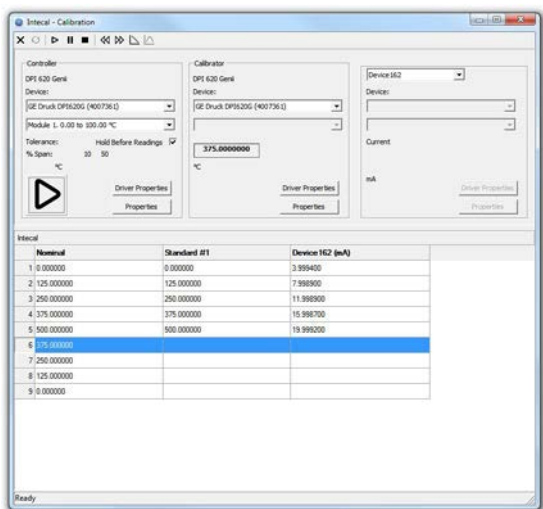 Intecal - Calibration
Controller
DPI 620 Genii
Device:
GE Druck DPI620G (4007361)
Module 1. 0.00 to 100.00 °C
Tolerance: Hold Before Readings
% Span: 10 50
°C
Driver Properties
Properties
Calibrator
DPI 620 Genii
Device:
GE Druck DPI620G (4007361)
375.0000000
°C
Driver Properties
Properties
Device162
Device:
Current
mA
Driver Properties
Properties
Intecal
Nominal Standard #1 Device162 (mA)
1 0.000000 0.000000 3.999400
2 125.000000 125.000000 7.998900
3 250.000000 250.000000 11.998900
4 375.000000 375.000000 15.998700
5 500.000000 500.000000 19.999200
6 375.000000
7 250.000000
8 125.000000
9 0.000000
Ready